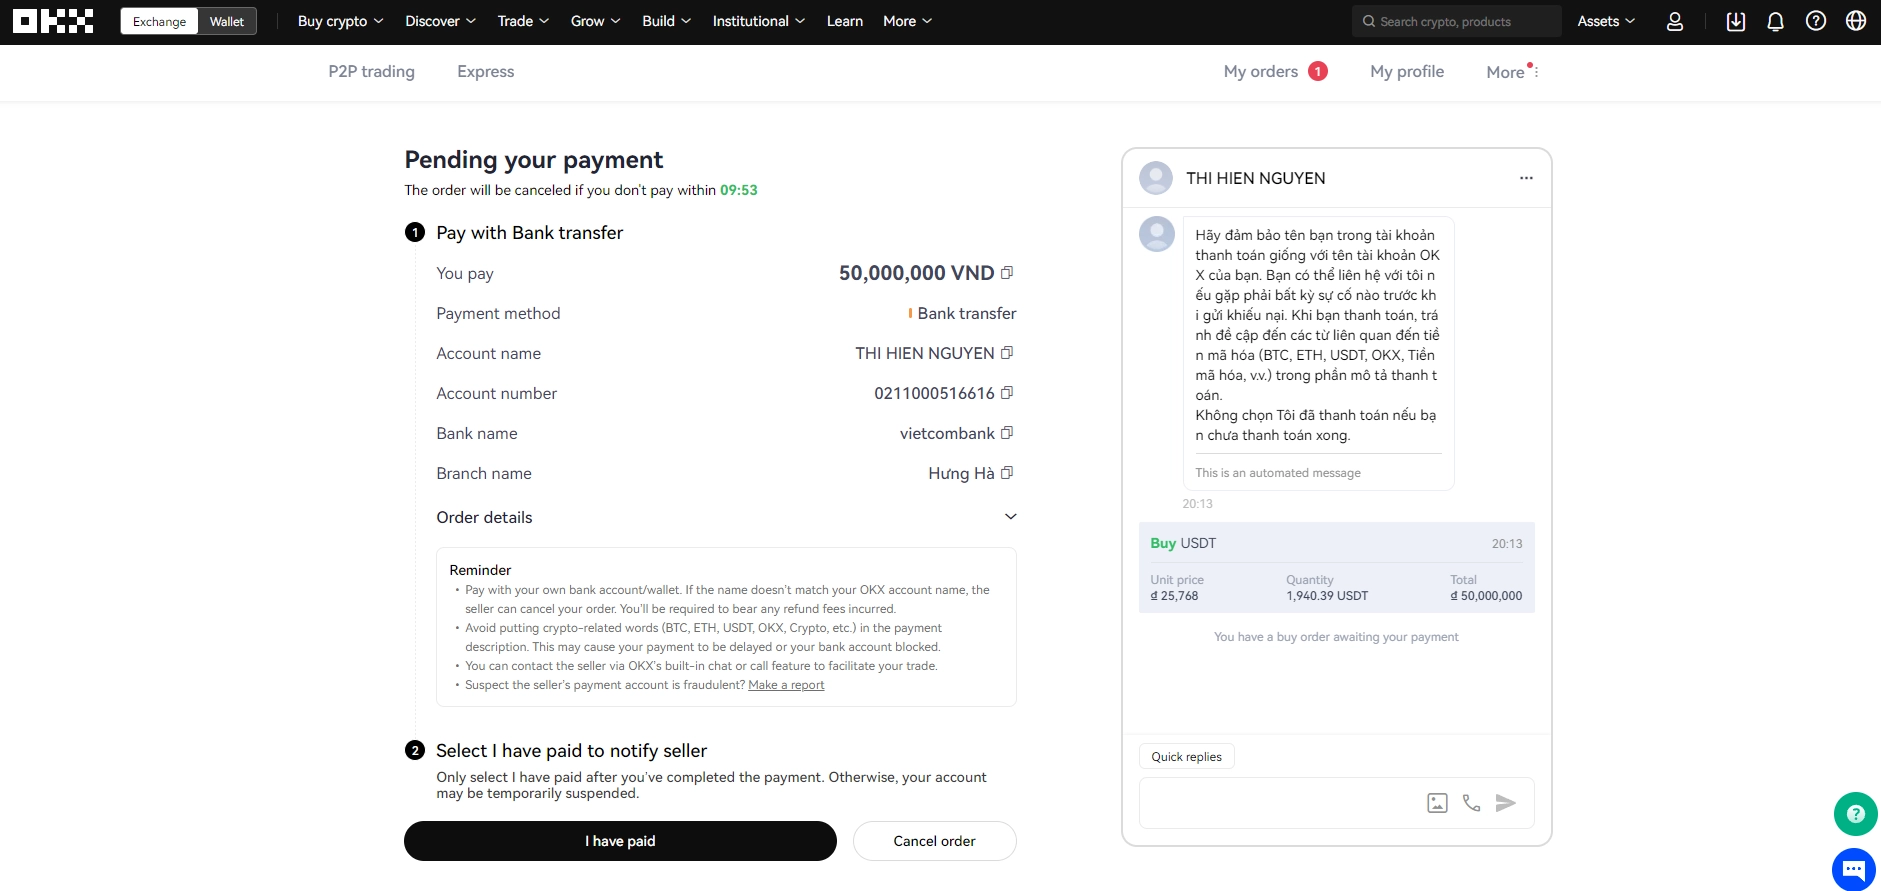 OKX
Exchange
Wallet
Buy crypto
Discover
Trade
Grow
Build
Institutional
Learn
More
Search crypto, products
Assets
P2P trading
Express
My orders 1
My profile
More
Pending your payment
The order will be canceled if you don't pay within 09:53
1 Pay with Bank transfer
You pay
50,000,000 VND
Payment method
Bank transfer
Account name
THI HIEN NGUYEN
Account number
0211000516616
Bank name
vietcombank
Branch name
Hưng Hà
Order details
Reminder
• Pay with your own bank account/wallet. If the name doesn't match your OKX account name, the
seller can cancel your order. You'll be required to bear any refund fees incurred.
• Avoid putting crypto-related words (BTC, ETH, USDT, OKX, Crypto, etc.) in the payment
description. This may cause your payment to be delayed or your bank account blocked.
• You can contact the seller via OKX's built-in chat or call feature to facilitate your trade.
• Suspect the seller's payment account is fraudulent? Make a report
2 Select I have paid to notify seller
Only select I have paid after you've completed the payment. Otherwise, your account
may be temporarily suspended.
I have paid
Cancel order
THI HIEN NGUYEN
Hãy đảm bảo tên bạn trong tài khoản
thanh toán giống với tên tài khoản OK
X của bạn. Bạn có thể liên hệ với tôi n
ếu gặp phải bất kỳ sự cố nào trước kh
i gửi khiếu nại. Khi bạn thanh toán, trá
nh đề cập đến các từ liên quan đến tiề
n mã hóa (BTC, ETH, USDT, OKX, Tiền
mã hóa, v.v.) trong phần mô tả thanh t
oán.
Không chọn Tôi đã thanh toán nếu bạ
n chưa thanh toán xong.
This is an automated message
20:13
Buy USDT
20:13
Unit price
Quantity
Total
₫ 25,768
1,940.39 USDT
₫ 50,000,000
You have a buy order awaiting your payment
Quick replies